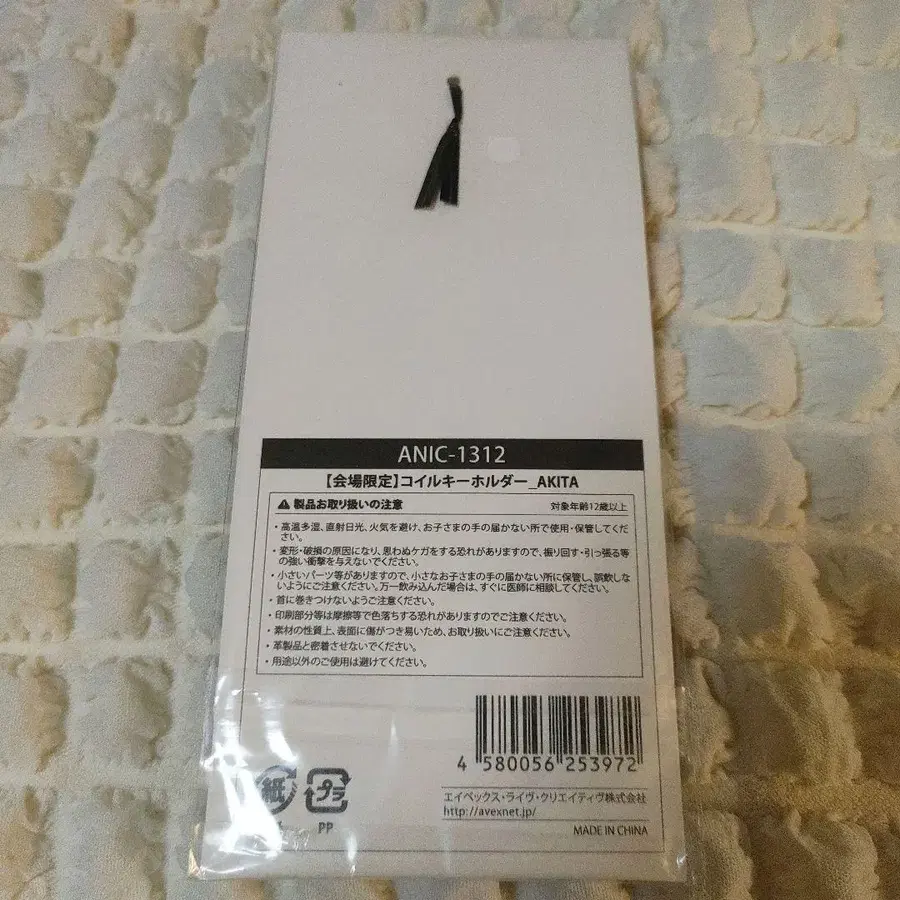 ANIC-1312
【会場限定】コイルキーホルダー_AKITA
製品お取り扱いの注意
対象年齢12歳以上
・高温多湿、直射日光、火気を避け、お子さまの手の届かない所で使用・保管してくだ
さい。
・変形・破損の原因になり、思わぬケガをする恐れがありますので、振り回す・引っ張る等
の強い衝撃を与えないでください。
・小さいパーツ等がありますので、小さなお子さまの手の届かない所に保管し、誤飲しな
いようにご注意ください。万一飲み込んだ場合は、すぐに医師に相談してください。
・首に巻きつけないようご注意ください。
・印刷部分等は摩擦等で色落ちする恐れがありますのでご注意ください。
・素材の性質上、表面に傷がつき易いため、お取り扱いにご注意ください。
・革製品と密着させないでください。
・用途以外のご使用は避けてください。
4 580056 253972
紙
プラ
PP
エイベックス・ライヴ・クリエイティヴ株式会社
http://avexnet.jp/
MADE IN CHINA